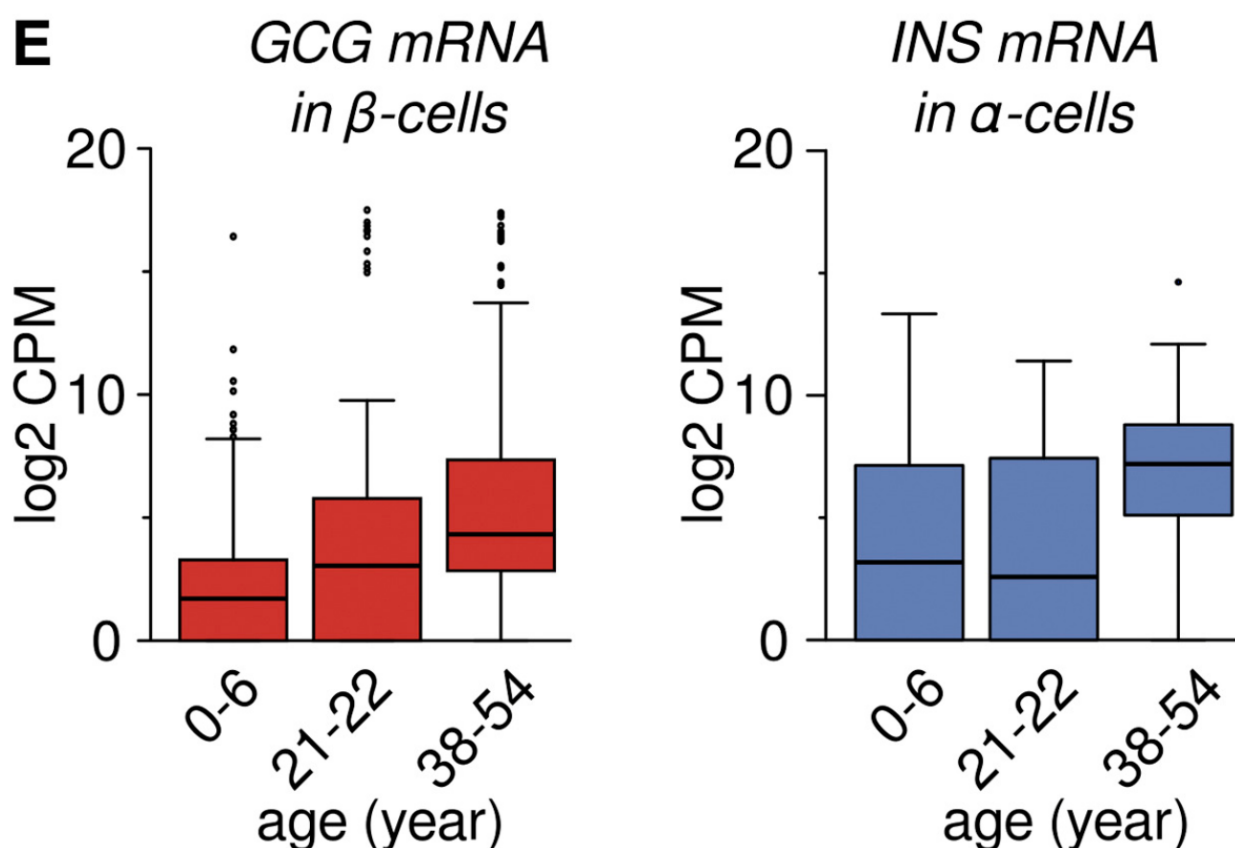 E
GCG mRNA
in β-cells
log2 CPM
20
10
0
0-6
21-22
38-54
age (year)
INS mRNA
in α-cells
log2 CPM
20
10
0
0-6
21-22
38-54
age (year)